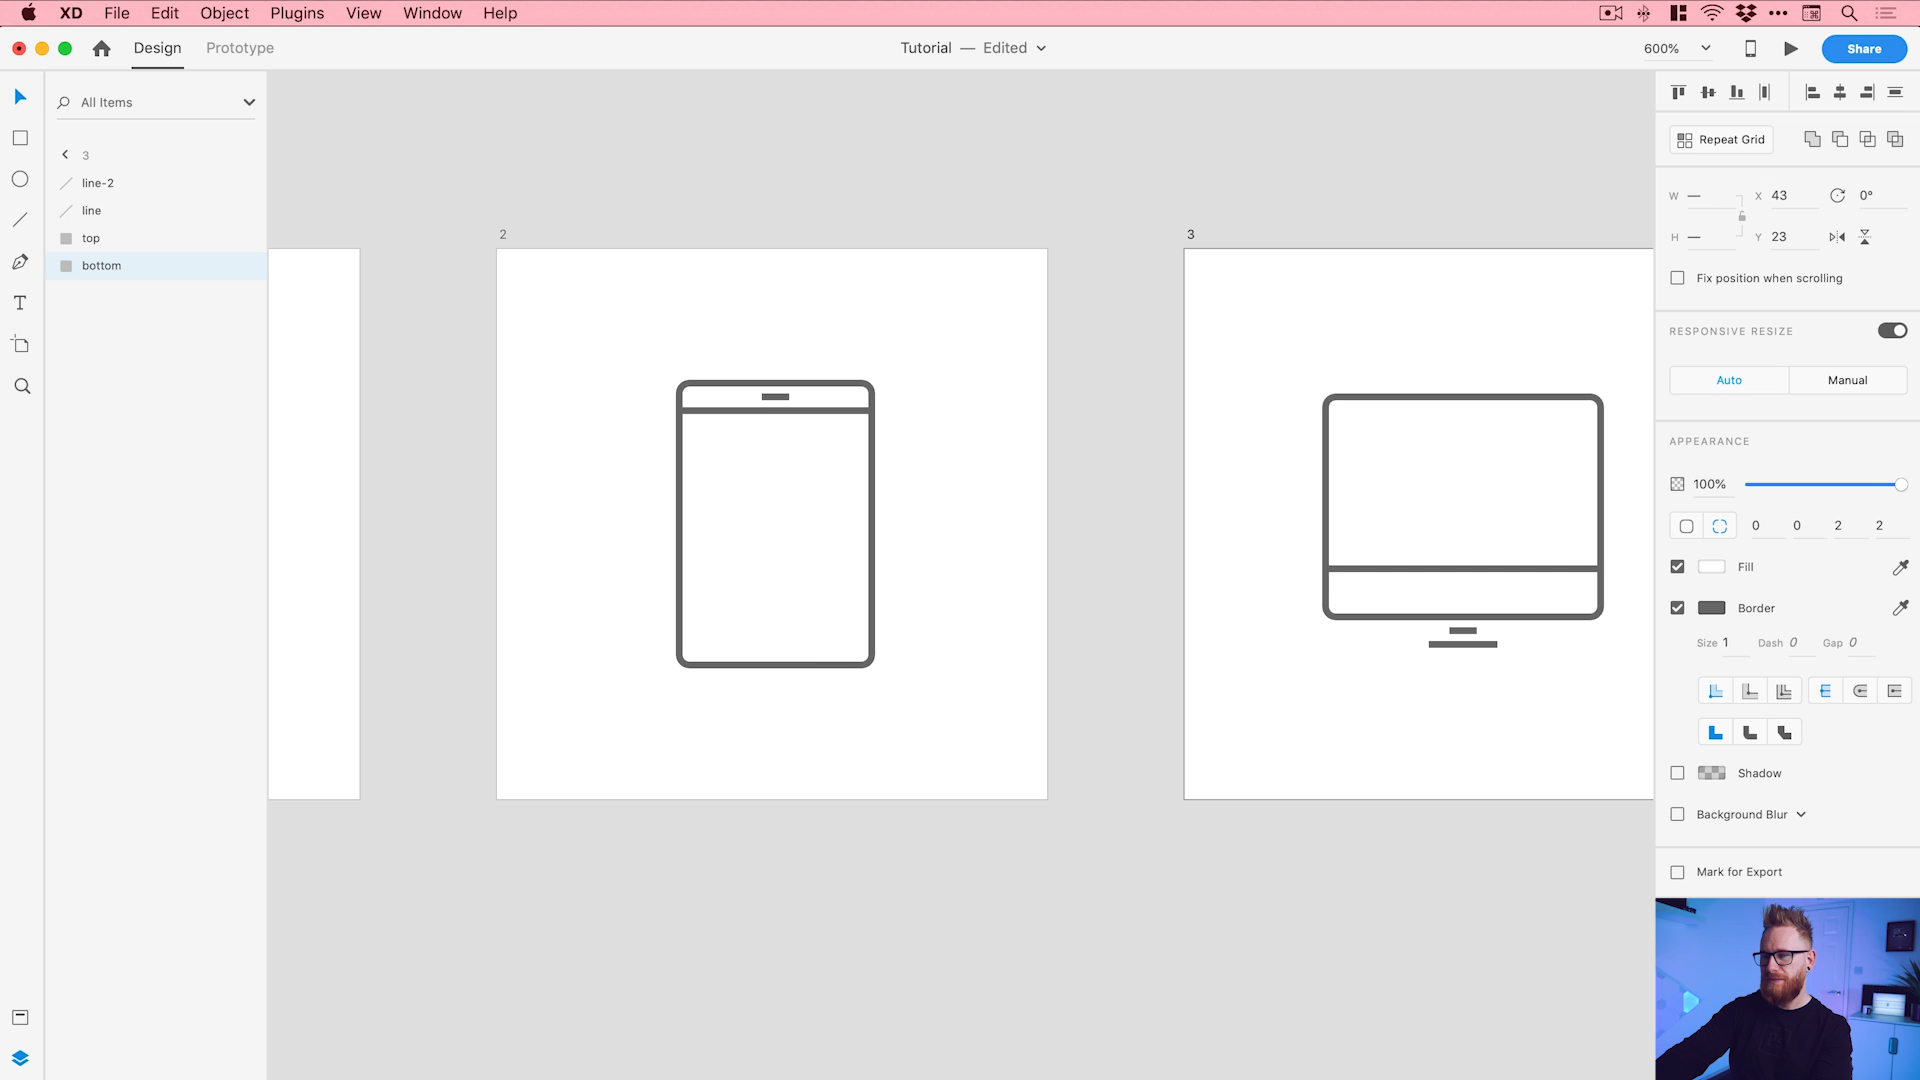 XD File Edit Object Plugins View Window Help
Design Prototype
Tutorial — Edited
600%
Share
All Items
3
line-2
line
top
bottom
2
3
Repeat Grid
W — X 43 0°
H — Y 23
Fix position when scrolling
RESPONSIVE RESIZE
Auto Manual
APPEARANCE
100%
0 0 2 2
Fill
Border
Size 1 Dash 0 Gap 0
Shadow
Background Blur
Mark for Export